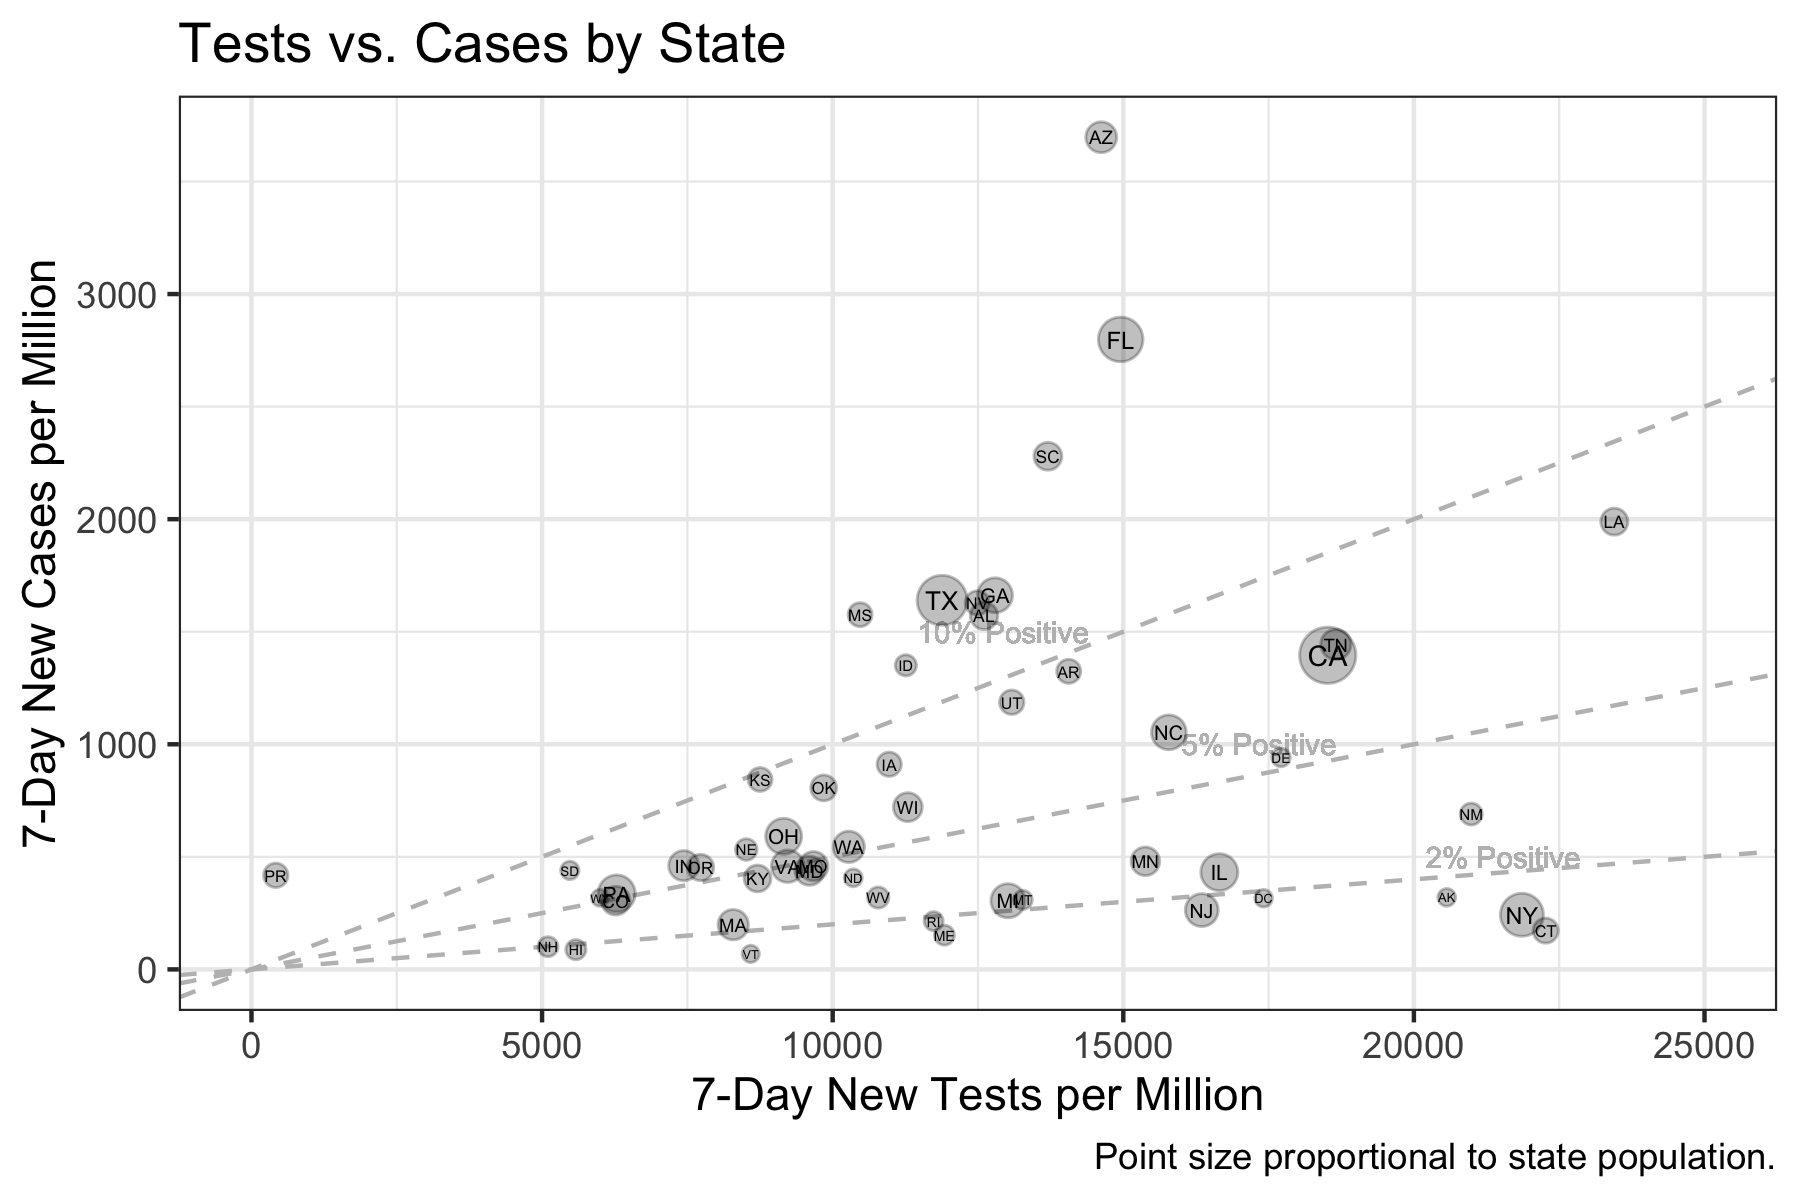 Tests vs. Cases by State
7-Day New Cases per Million
3000
2000
1000
0
AZ
FL
SC
LA
TX
NV
GA
MS
AL
10% Positive
TN
CA
ID
AR
UT
NC
5% Positive
DE
IA
KS
OK
WI
NM
OH
WA
NE
2% Positive
MN
IN
OR
VA
MO
MD
SD
PR
KY
ND
IL
PA
CO
WV
MI
MT
DC
AK
NJ
NY
MA
RI
ME
CT
NH
HI
VT
0 5000 10000 15000 20000 25000
7-Day New Tests per Million
Point size proportional to state population.